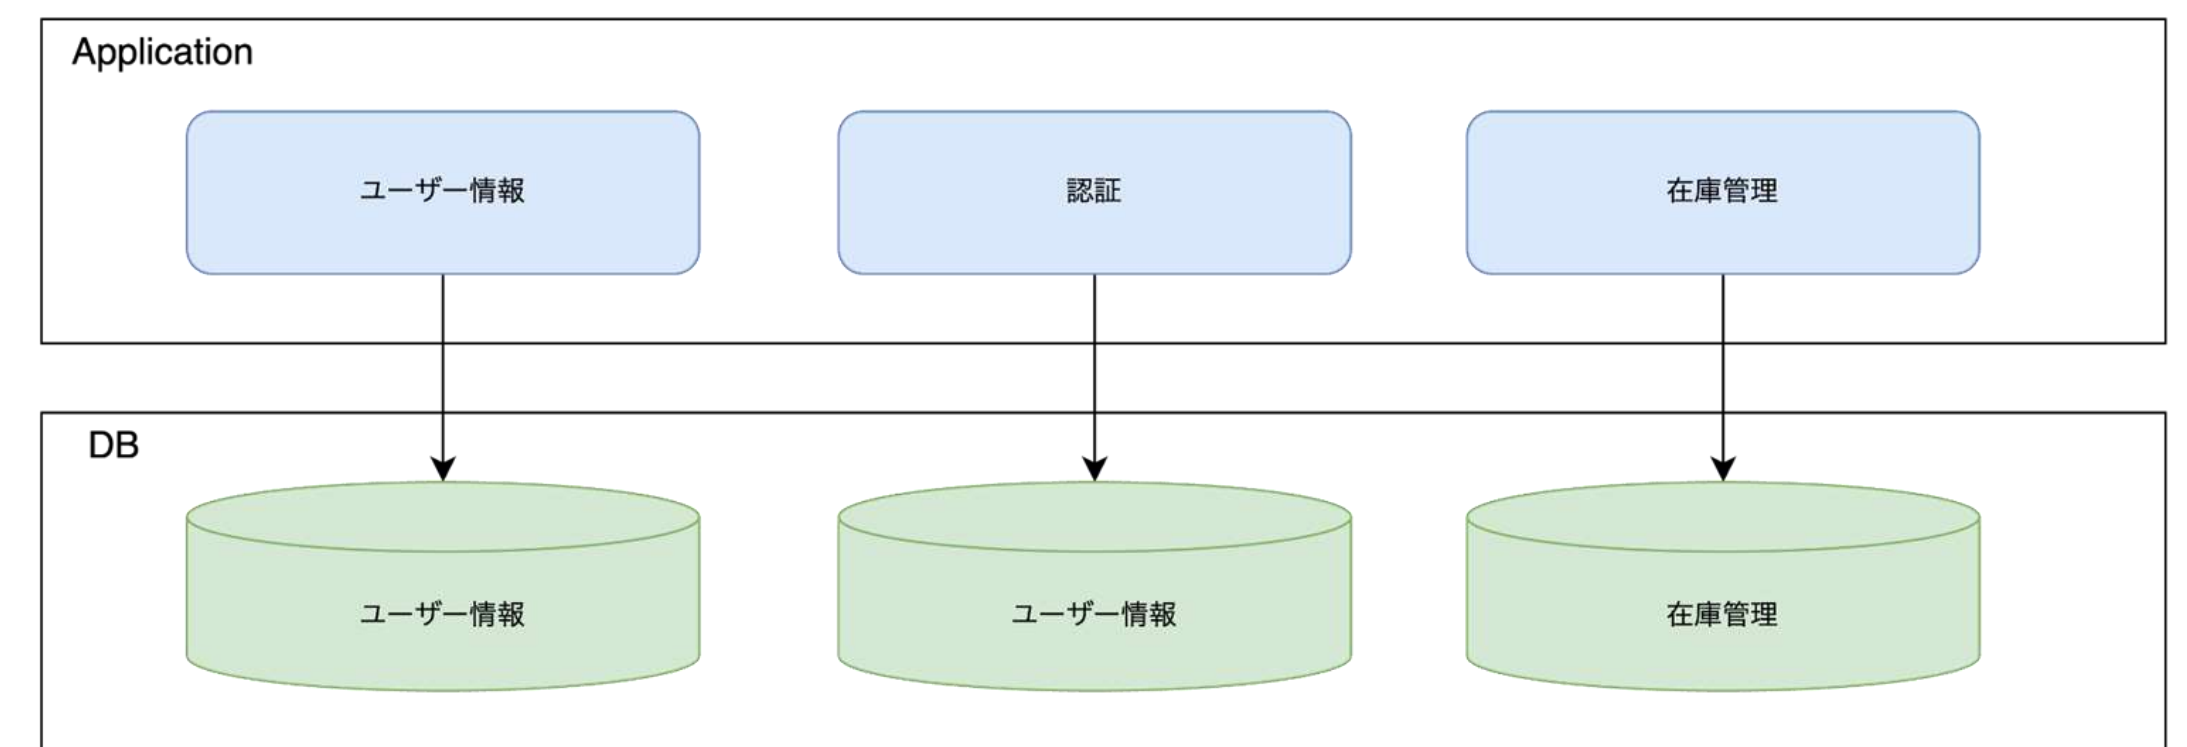 Application
ユーザー情報
認証
在庫管理
DB
ユーザー情報
ユーザー情報
在庫管理